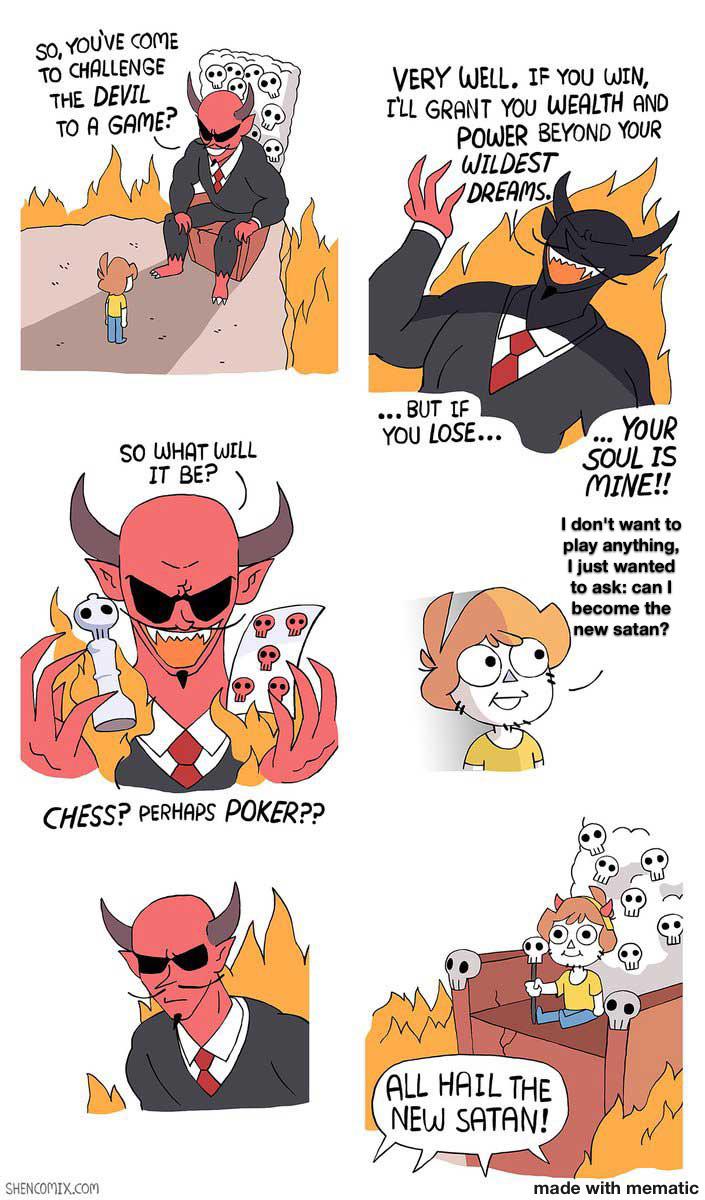 SO, YOU'VE COME
TO CHALLENGE
THE DEVIL
TO A GAME?
VERY WELL. IF YOU WIN,
I'LL GRANT YOU WEALTH AND
POWER BEYOND YOUR
WILDEST
DREAMS.
... BUT IF
YOU LOSE...
... YOUR
SOUL IS
MINE!!
SO WHAT WILL
IT BE?
CHESS? PERHAPS POKER??
I don't want to
play anything,
I just wanted
to ask: can I
become the
new satan?
ALL HAIL THE
NEW SATAN!
SHENCOMIX.COM
made with mematic